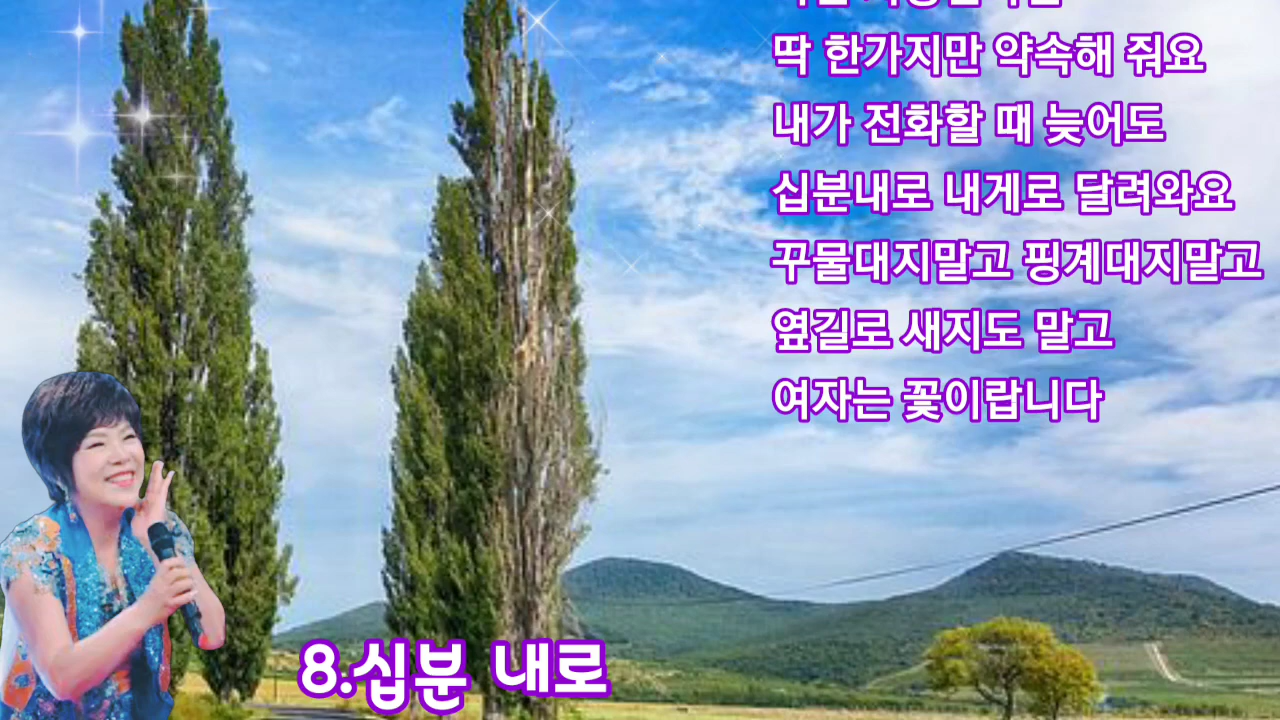 딱 한가지만 약속해 줘요
내가 전화할 때 늦어도
십분내로 내게로 달려와요
꾸물대지말고 핑계대지말고
옆길로 새지도 말고
여자는 꽃이랍니다
8.십분 내로